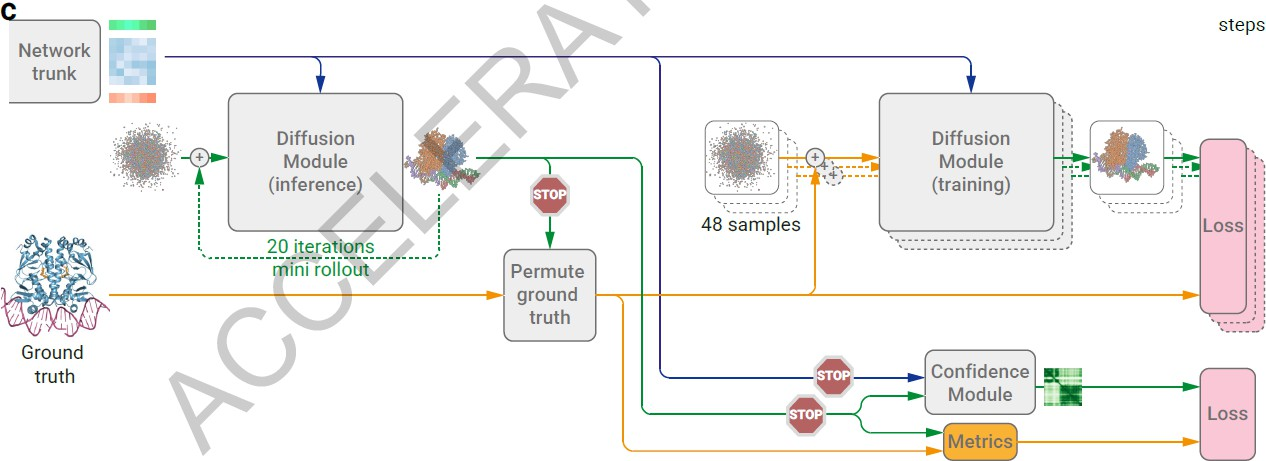 c
steps
Network
trunk
Diffusion
Module
(inference)
Diffusion
Module
(training)
+
+
+
STOP
48 samples
Loss
20 iterations
mini rollout
Permute
ground
truth
Ground
truth
STOP
Confidence
Module
STOP
Loss
Metrics